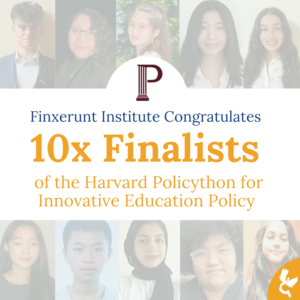 P
Finxerunt Institute Congratulates
10x Finalists
of the Harvard Policython for
Innovative Education Policy